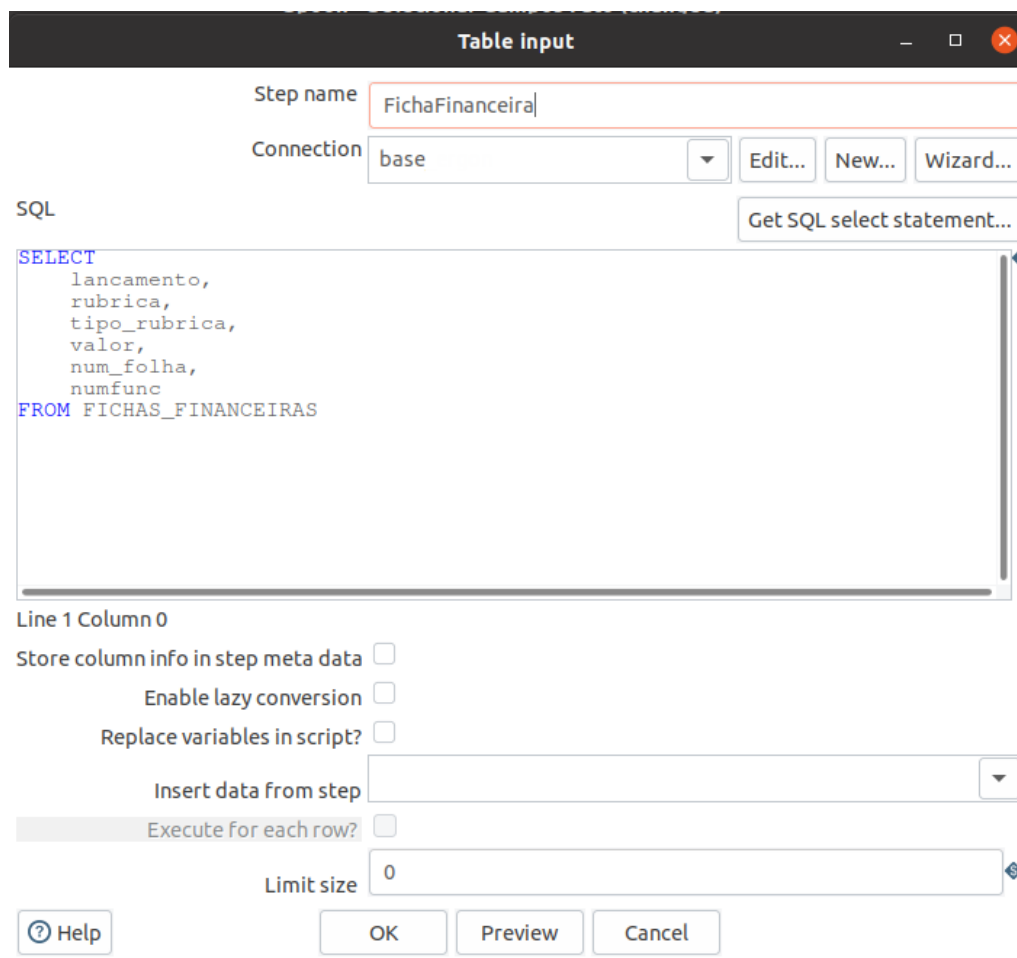 Table input
Step name FichaFinanceira
Connection base Edit... New... Wizard...
SQL
Get SQL select statement...
SELECT
lancamento,
rubrica,
tipo_rubrica,
valor,
num_folha,
numfunc
FROM FICHAS_FINANCEIRAS
Line 1 Column 0
Store column info in step meta data
Enable lazy conversion
Replace variables in script?
Insert data from step
Execute for each row?
Limit size 0
Help OK Preview Cancel